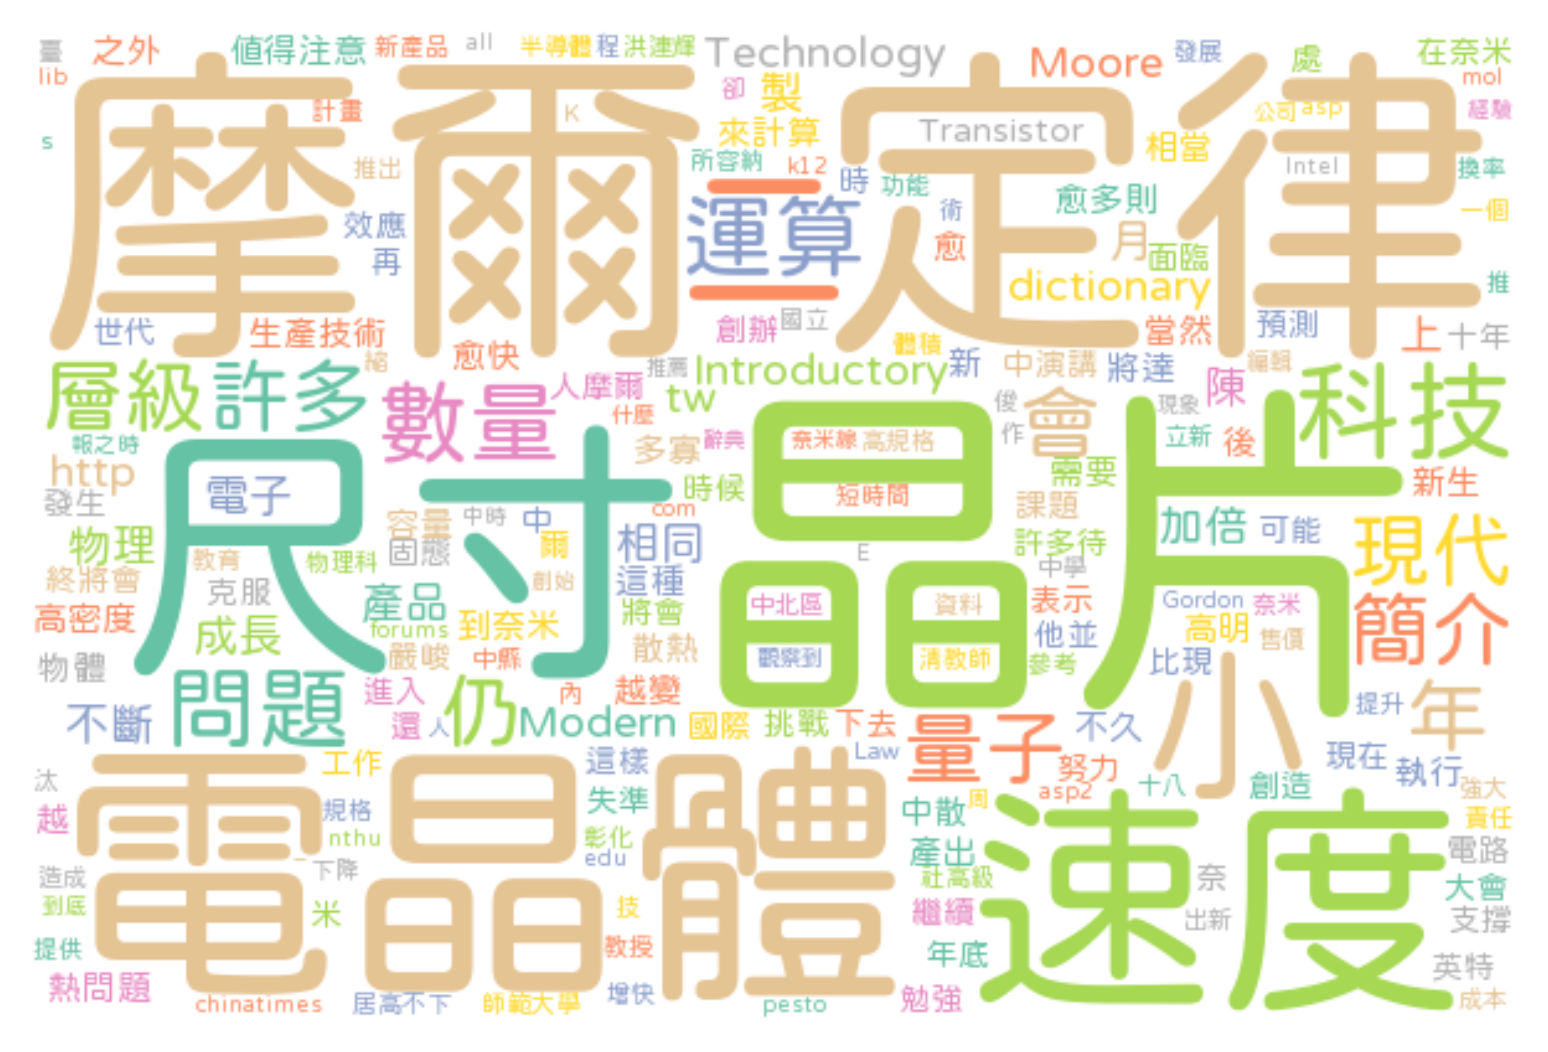 臺 之外 值得注意 新產品 all 半導體 程 洪連輝 Technology Moore 發展 處 在奈米
lib 計畫 K 卻 製 mol
s 推出 來計算 Transistor 相當 公司 asp 經驗
摩爾定律
所容納 k12 時 功能 Intel 換率
效應 再 運算 術 愈 愈多則 月 面臨 一個
dictionary 推
世代 生產技術 愈快 創辦 國立 體積 當然 預測 上 十年
縮 推薦 Introductory 新 中演講 將達 編輯
層級 許多 數量 人摩爾 什麼 tw 俊 作 會 陳 現象 科技
報之時 多寡 辭典 奈米線 高規格 立新 後
http 電子 時候 短時間 需要 新生
尺寸 晶片
發生 容量 中時 中 com 課題
物理 教育 物理科 固態 爾 相同 E 許多待 中學 加倍 可能 現代
終將會 克服 產品 創始 這種 中北區 資料 表示 Gordon 奈米
高密度 成長 forums 到奈米 將會 他並 高明 售價 簡介
物體 嚴峻 中縣 散熱 觀察到 清教師 參考 比現
問題 進入 仍 內 越變 小 提升 年
不斷 還 人 Modern 國際 挑戰 下去 量子 不久
工作 這樣 Law 努力 現在 執行
汰 電晶體 失準 asp2 十八 創造 強大
越 規格 nthu 彰化 edu 中散 周 速度 責任
造成 下降 產出 社高級 奈 電路
到底 米 技 繼續 出新 大會 支撐
提供 教授 年底 英特
熱問題 chinatimes 居高不下 師範大學 增快 pesto 勉強 成本